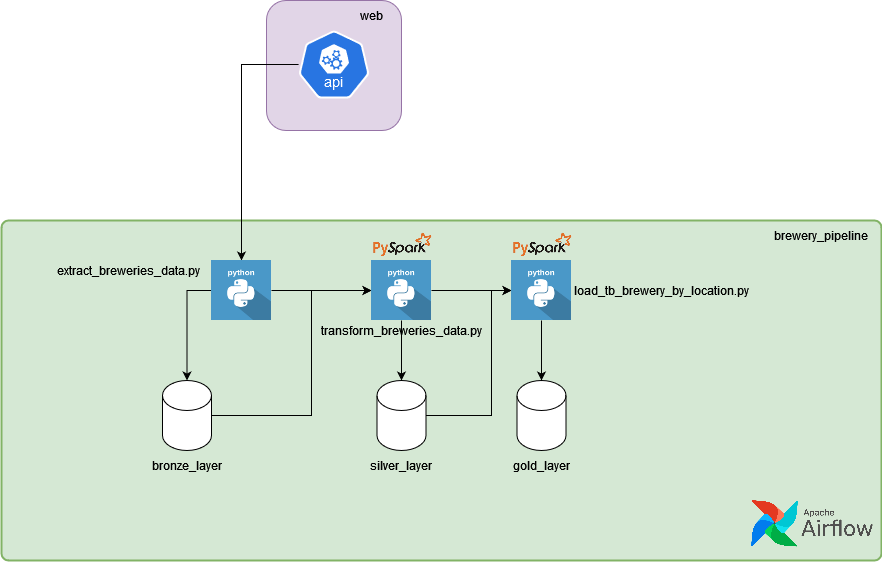 web
api
brewery_pipeline
PySpark
PySpark
extract_breweries_data.py
python
python
python
load_tb_brewery_by_location.py
transform_breweries_data.py
bronze_layer
silver_layer
gold_layer
Apache
Airflow